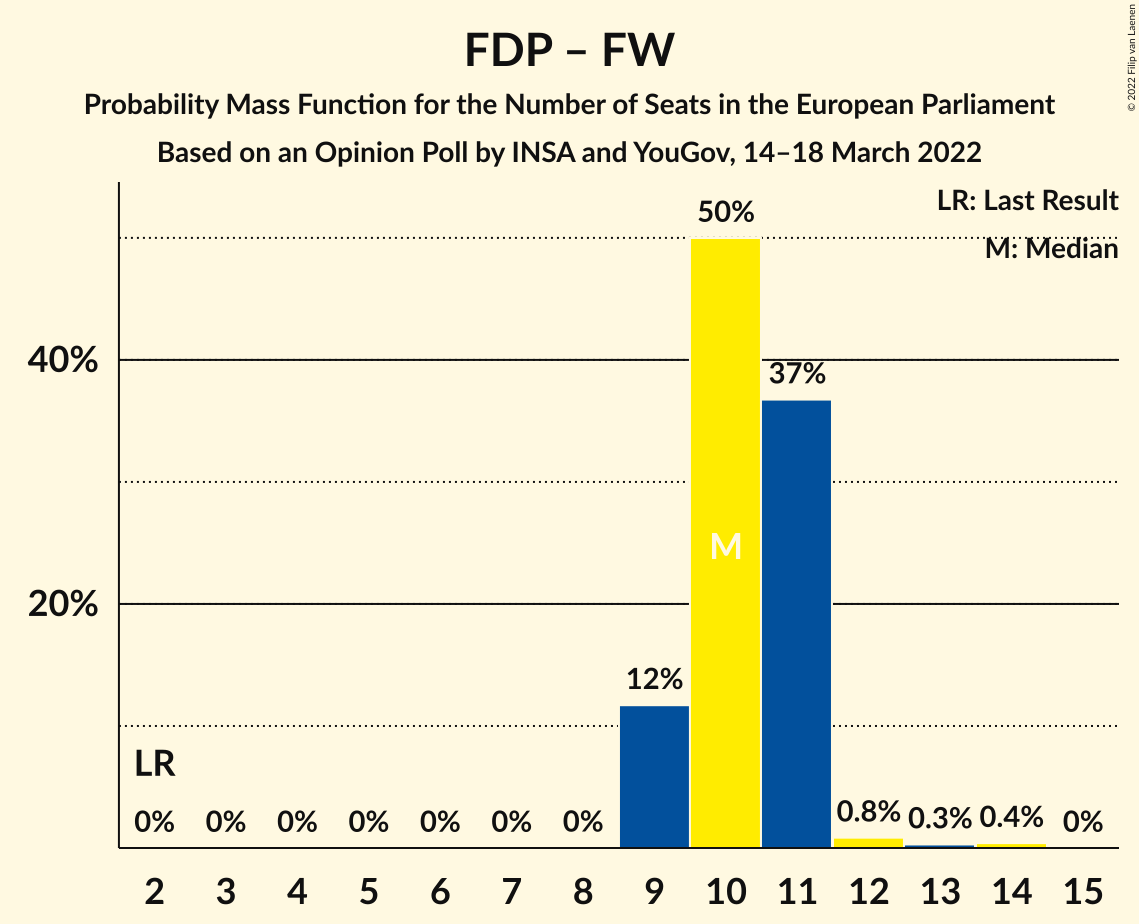 FDP – FW
Probability Mass Function for the Number of Seats in the European Parliament
Based on an Opinion Poll by INSA and YouGov, 14–18 March 2022
© 2022 Filip van Laenen
LR: Last Result
M: Median
50%
40%
37%
M
20%
12%
LR
0% 0% 0% 0% 0% 0% 0% 0.8% 0.3% 0.4% 0%
2 3 4 5 6 7 8 9 10 11 12 13 14 15